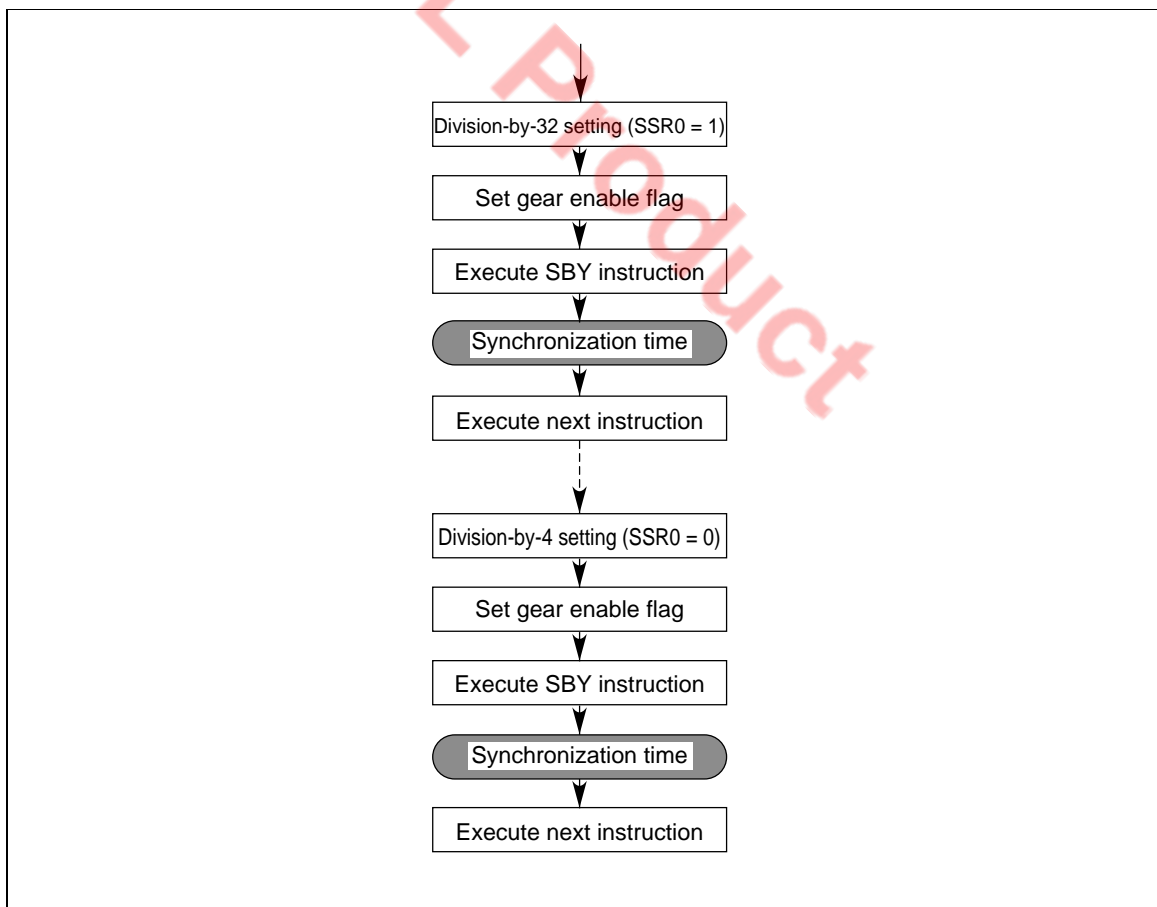 L Product
Division-by-32 setting (SSR0 = 1)
Set gear enable flag
Execute SBY instruction
Synchronization time
Execute next instruction
Division-by-4 setting (SSR0 = 0)
Set gear enable flag
Execute SBY instruction
Synchronization time
Execute next instruction